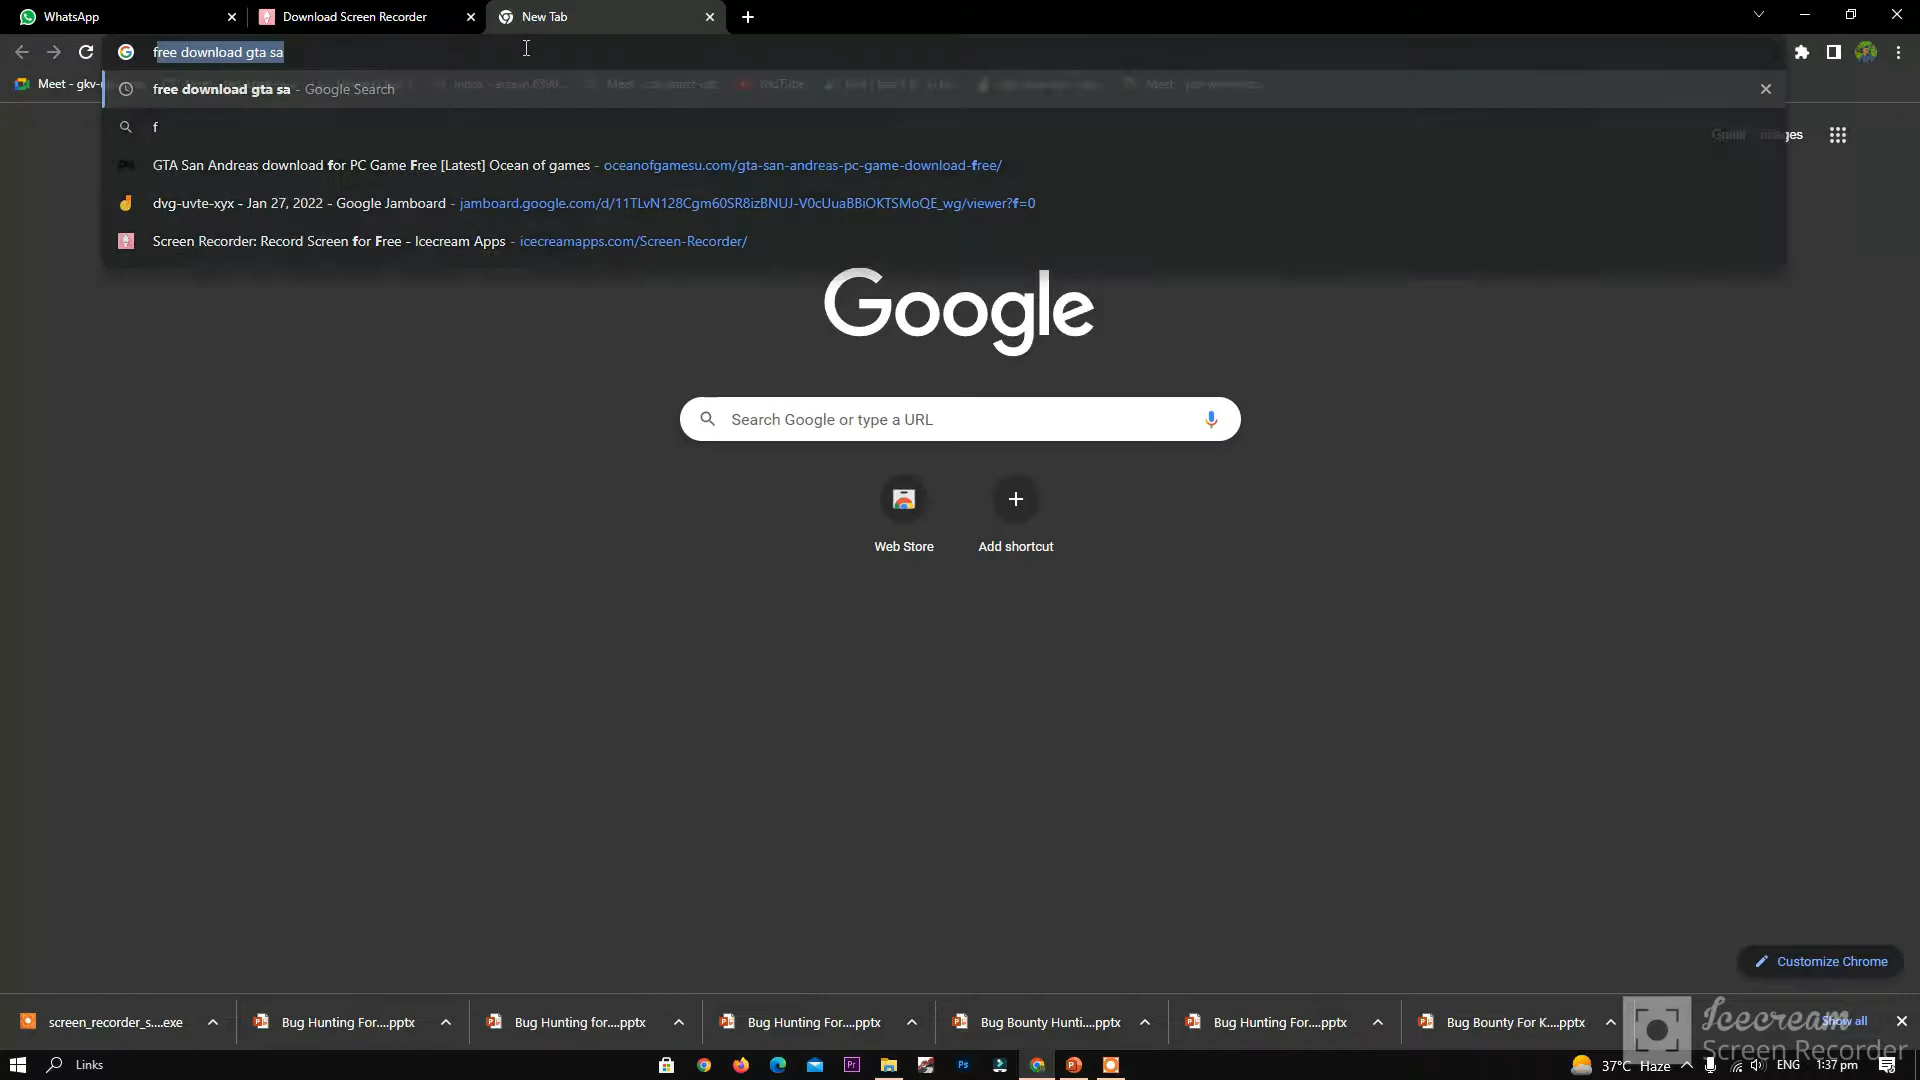 WhatsApp
Download Screen Recorder
New Tab
free download gta sa
Meet - gkv-
YouTube
free download gta sa - Google Search
f
Gmail
GTA San Andreas download for PC Game Free [Latest] Ocean of games - oceanofgamesu.com/gta-san-andreas-pc-game-download-free/
dvg-uvte-xyx - Jan 27, 2022 - Google Jamboard - jamboard.google.com/d/11TLvN128Cgm60SR8izBNUJ-V0cUuaBBiOKTSMoQE_wg/viewer?f=0
Screen Recorder: Record Screen for Free - Icecream Apps - icecreamapps.com/Screen-Recorder/
Google
Search Google or type a URL
Web Store
Add shortcut
Customize Chrome
screen_recorder_s....exe
Bug Hunting For....pptx
Bug Hunting for....pptx
Bug Hunting For....pptx
Bug Bounty Hunti....pptx
Bug Hunting For....pptx
Bug Bounty For K....pptx
Show all
Icecream
Screen Recorder
Links
Pr
Ps
37°C Haze
ENG
1:37 pm